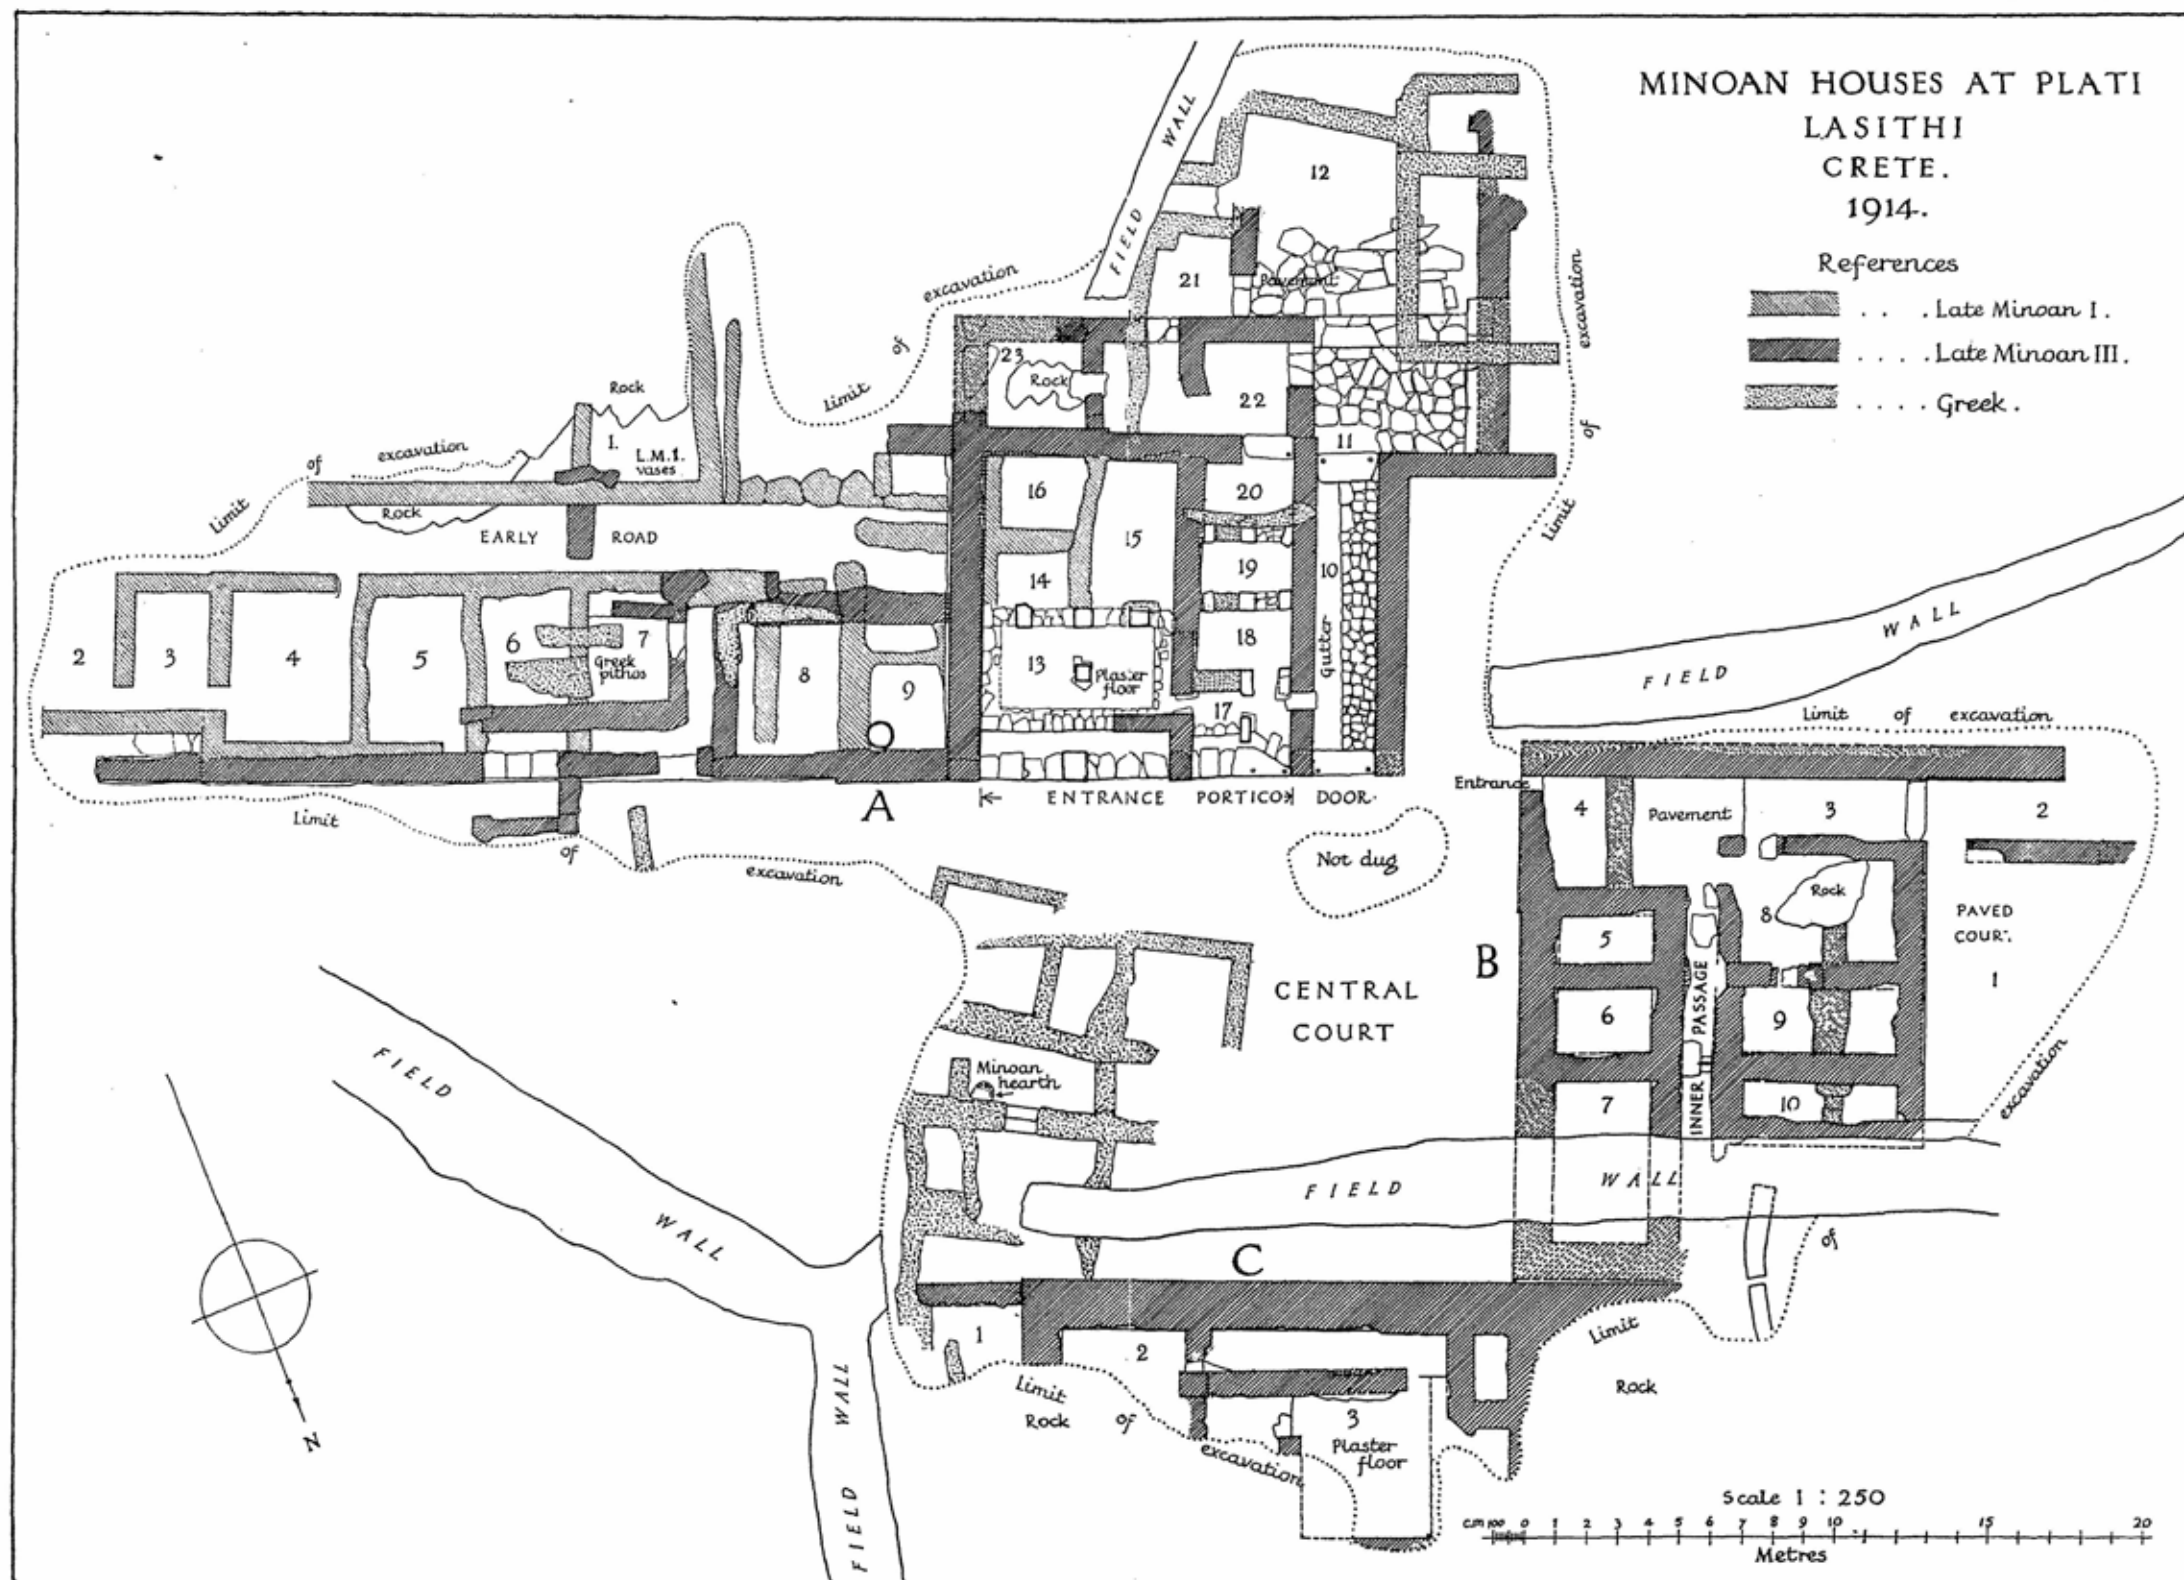 MINOAN HOUSES AT PLATI
LASITHI
CRETE.
1914.
References
. . . Late Minoan I.
. . . . Late Minoan III.
. . . . Greek.
FIELD WALL
12
21
Pavement
Limit of excavation
23
Rock
22
11
Limit of excavation
Rock
1.
L.M.1. vases
Limit of excavation
Rock
EARLY ROAD
16
15
20
14
19
10
2
3
4
5
6
7
Greek pithos
8
9
13
Plaster floor
18
Gutter
17
A
ENTRANCE PORTICO
DOOR.
Limit of excavation
FIELD WALL
Limit of excavation
Entrance
4
Pavement
3
2
Not dug
Rock
8
PAVED COURT.
1
5
B
CENTRAL COURT
6
INNER PASSAGE
9
7
10
excavation
Minoan hearth
FIELD WALL
FIELD WALL
C
1
2
3
Plaster floor
Limit of excavation
Rock
Limit of
Rock
FIELD WALL
N
Scale 1 : 250
C.M 100 0 1 2 3 4 5 6 7 8 9 10 15 20
Metres